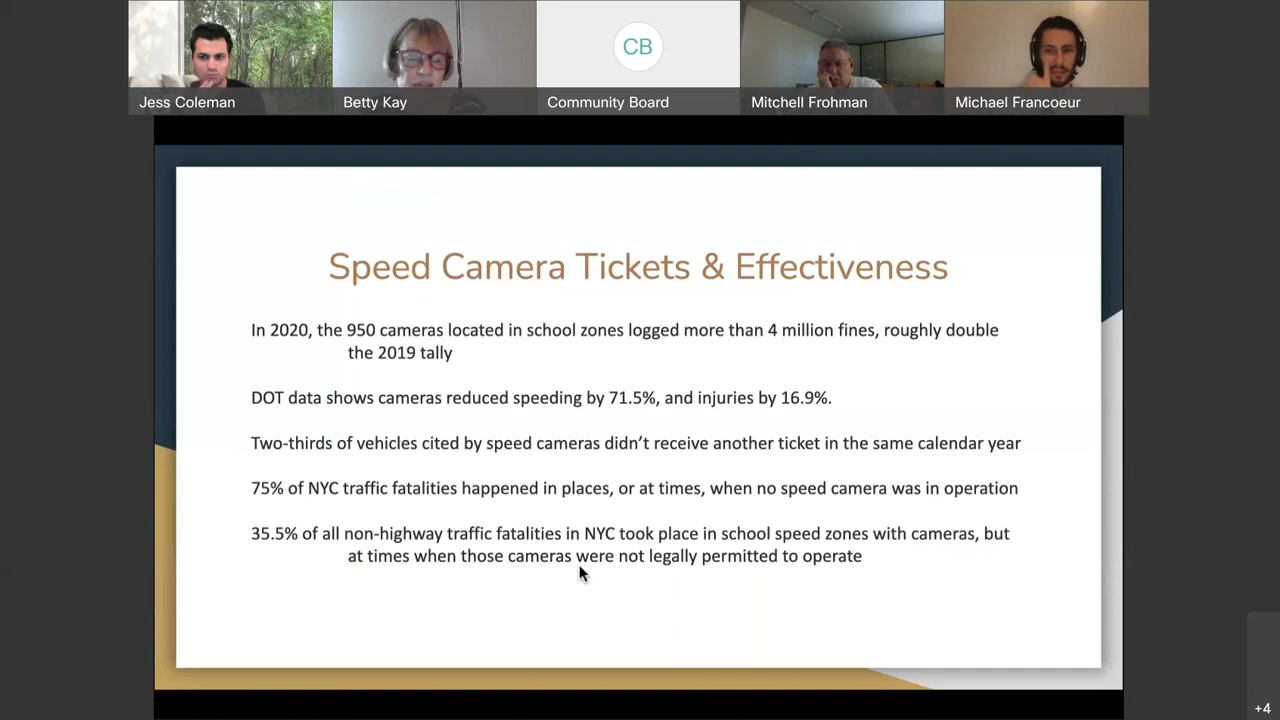 Jess Coleman
Betty Kay
CB
Community Board
Mitchell Frohman
Michael Francoeur
Speed Camera Tickets & Effectiveness
In 2020, the 950 cameras located in school zones logged more than 4 million fines, roughly double
the 2019 tally
DOT data shows cameras reduced speeding by 71.5%, and injuries by 16.9%.
Two-thirds of vehicles cited by speed cameras didn’t receive another ticket in the same calendar year
75% of NYC traffic fatalities happened in places, or at times, when no speed camera was in operation
35.5% of all non-highway traffic fatalities in NYC took place in school speed zones with cameras, but
at times when those cameras were not legally permitted to operate
+4